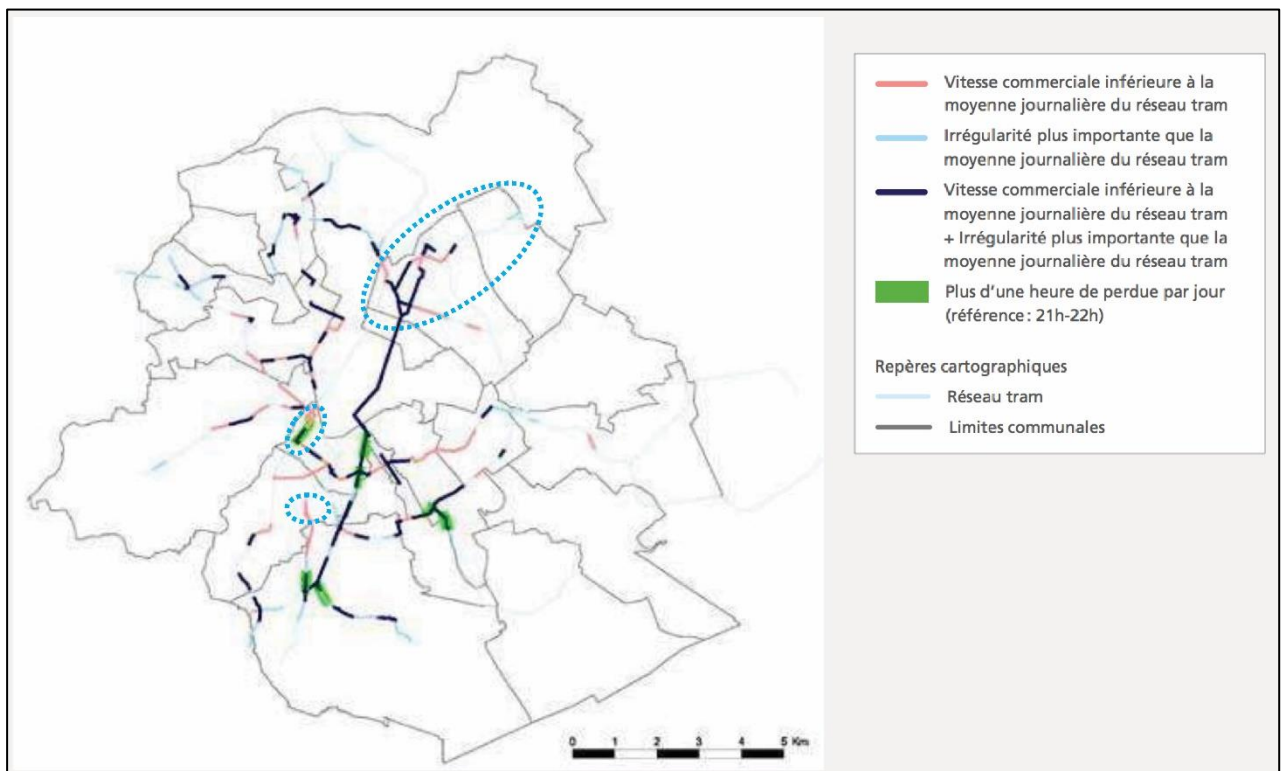 Vitesse commerciale inférieure à la
moyenne journalière du réseau tram
Irrégularité plus importante que la
moyenne journalière du réseau tram
Vitesse commerciale inférieure à la
moyenne journalière du réseau tram
+ Irrégularité plus importante que la
moyenne journalière du réseau tram
Plus d'une heure de perdue par jour
(référence : 21h-22h)
Repères cartographiques
Réseau tram
Limites communales
0 1 2 3 4 5 Km